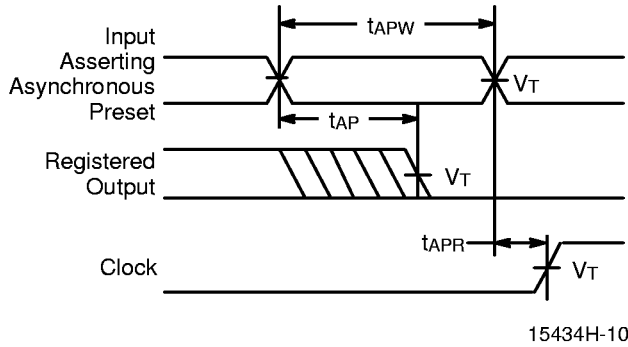 Input
Asserting
Asynchronous
Preset
tAPW
VT
tAP
Registered
Output
VT
tAPR
Clock
VT
15434H-10